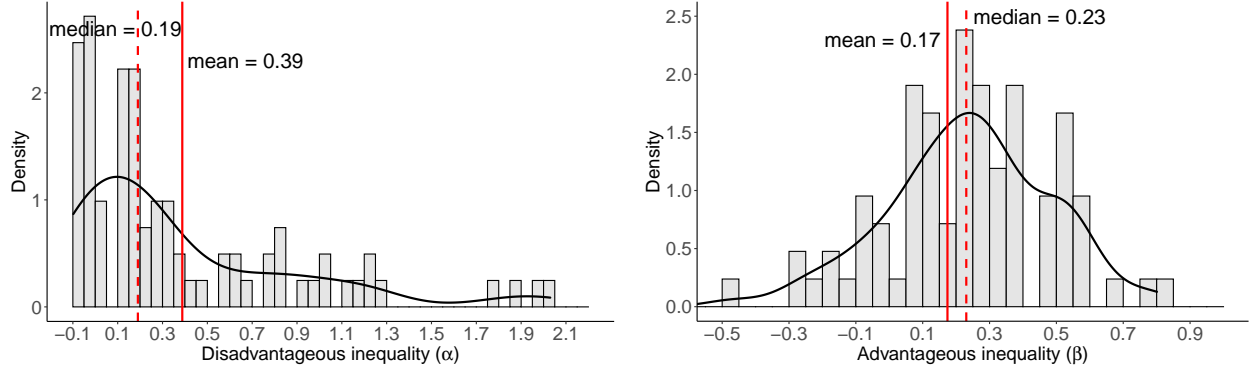 median = 0.19
mean = 0.39
Density
2
1
0
−0.1 0.1 0.3 0.5 0.7 0.9 1.1 1.3 1.5 1.7 1.9 2.1
Disadvantageous inequality (α)
median = 0.23
mean = 0.17
Density
2.5
2.0
1.5
1.0
0.5
0.0
−0.5 −0.3 0.1 0.3 0.5 0.7 0.9
Advantageous inequality (β)